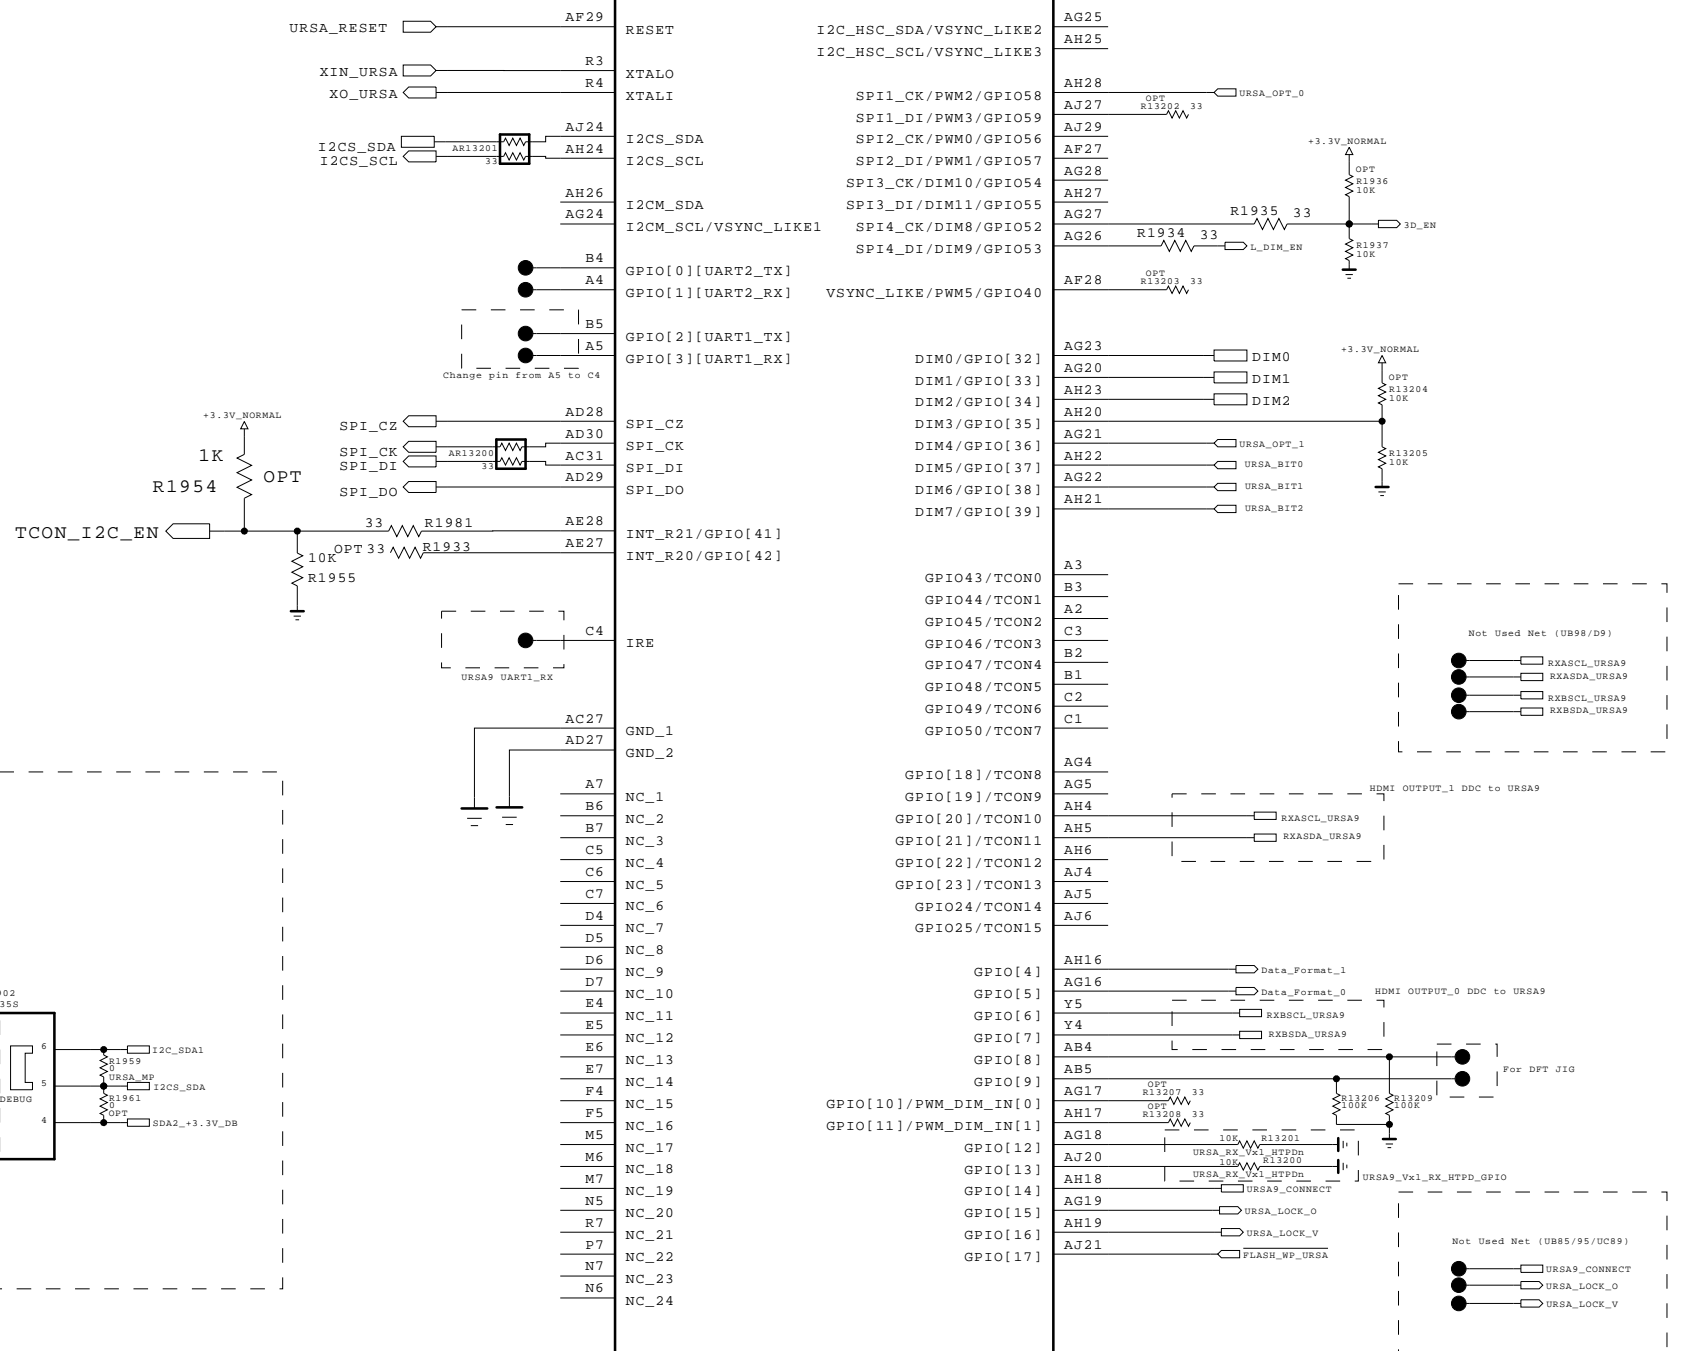 URSA_RESET
AF29
RESET
XIN_URSA
R3
XTALO
XO_URSA
R4
XTALI
I2CS_SDA
AR13201
AJ24
I2CS_SDA
I2CS_SCL
33
AH24
I2CS_SCL
AH26
I2CM_SDA
AG24
I2CM_SCL/VSYNC_LIKE1
B4
GPIO[0][UART2_TX]
A4
GPIO[1][UART2_RX]
B5
GPIO[2][UART1_TX]
A5
GPIO[3][UART1_RX]
Change pin from A5 to C4
SPI_CZ
AD28
SPI_CZ
SPI_CK
AR13200
AD30
SPI_CK
SPI_DI
33
AC31
SPI_DI
SPI_DO
AD29
SPI_DO
+3.3V_NORMAL
1K
R1954
OPT
TCON_I2C_EN
33
R1981
AE28
INT_R21/GPIO[41]
OPT
33
R1933
AE27
INT_R20/GPIO[42]
10K
R1955
C4
IRE
URSA9 UART1_RX
AC27
GND_1
AD27
GND_2
A7
NC_1
B6
NC_2
B7
NC_3
C5
NC_4
C6
NC_5
C7
NC_6
D4
NC_7
D5
NC_8
D6
NC_9
D7
NC_10
E4
NC_11
E5
NC_12
E6
NC_13
E7
NC_14
F4
NC_15
F5
NC_16
M5
NC_17
M6
NC_18
M7
NC_19
N5
NC_20
R7
NC_21
P7
NC_22
N7
NC_23
N6
NC_24
02
35S
DEBUG
6
I2C_SDA1
R1959
0
URSA_MP
5
I2CS_SDA
R1961
0
OPT
4
SDA2_+3.3V_DB
I2C_HSC_SDA/VSYNC_LIKE2
AG25
I2C_HSC_SCL/VSYNC_LIKE3
AH25
SPI1_CK/PWM2/GPIO58
AH28
URSA_OPT_0
SPI1_DI/PWM3/GPIO59
AJ27
OPT
R13202 33
SPI2_CK/PWM0/GPIO56
AJ29
SPI2_DI/PWM1/GPIO57
AF27
SPI3_CK/DIM10/GPIO54
AG28
SPI3_DI/DIM11/GPIO55
AH27
SPI4_CK/DIM8/GPIO52
AG27
R1935 33
3D_EN
+3.3V_NORMAL
OPT
R1936
10K
R1937
10K
SPI4_DI/DIM9/GPIO53
AG26
R1934 33
L_DIM_EN
VSYNC_LIKE/PWM5/GPIO40
AF28
OPT
R13203 33
DIM0/GPIO[32]
AG23
DIM0
DIM1/GPIO[33]
AG20
DIM1
DIM2/GPIO[34]
AH23
DIM2
DIM3/GPIO[35]
AH20
+3.3V_NORMAL
OPT
R13204
10K
R13205
10K
DIM4/GPIO[36]
AG21
URSA_OPT_1
DIM5/GPIO[37]
AH22
URSA_BIT0
DIM6/GPIO[38]
AG22
URSA_BIT1
DIM7/GPIO[39]
AH21
URSA_BIT2
GPIO43/TCON0
A3
GPIO44/TCON1
B3
GPIO45/TCON2
A2
GPIO46/TCON3
C3
GPIO47/TCON4
B2
GPIO48/TCON5
B1
GPIO49/TCON6
C2
GPIO50/TCON7
C1
Not Used Net (UB98/D9)
RXASCL_URSA9
RXASDA_URSA9
RXBSCL_URSA9
RXBSDA_URSA9
GPIO[18]/TCON8
AG4
GPIO[19]/TCON9
AG5
HDMI OUTPUT_1 DDC to URSA9
GPIO[20]/TCON10
AH4
RXASCL_URSA9
GPIO[21]/TCON11
AH5
RXASDA_URSA9
GPIO[22]/TCON12
AH6
GPIO[23]/TCON13
AJ4
GPIO24/TCON14
AJ5
GPIO25/TCON15
AJ6
GPIO[4]
AH16
Data_Format_1
GPIO[5]
AG16
Data_Format_0
HDMI OUTPUT_0 DDC to URSA9
GPIO[6]
Y5
RXBSCL_URSA9
GPIO[7]
Y4
RXBSDA_URSA9
GPIO[8]
AB4
GPIO[9]
AB5
For DFT JIG
R13206
100K
R13209
100K
GPIO[10]/PWM_DIM_IN[0]
AG17
OPT
R13207 33
GPIO[11]/PWM_DIM_IN[1]
AH17
OPT
R13208 33
GPIO[12]
AG18
10K
R13201
URSA_RX_Vx1_HTPDn
GPIO[13]
AJ20
10K
R13200
URSA_RX_Vx1_HTPDn
URSA9_Vx1_RX_HTPD_GPIO
GPIO[14]
AH18
URSA9_CONNECT
GPIO[15]
AG19
URSA_LOCK_O
GPIO[16]
AH19
URSA_LOCK_V
GPIO[17]
AJ21
FLASH_WP_URSA
Not Used Net (UB85/95/UC89)
URSA9_CONNECT
URSA_LOCK_O
URSA_LOCK_V